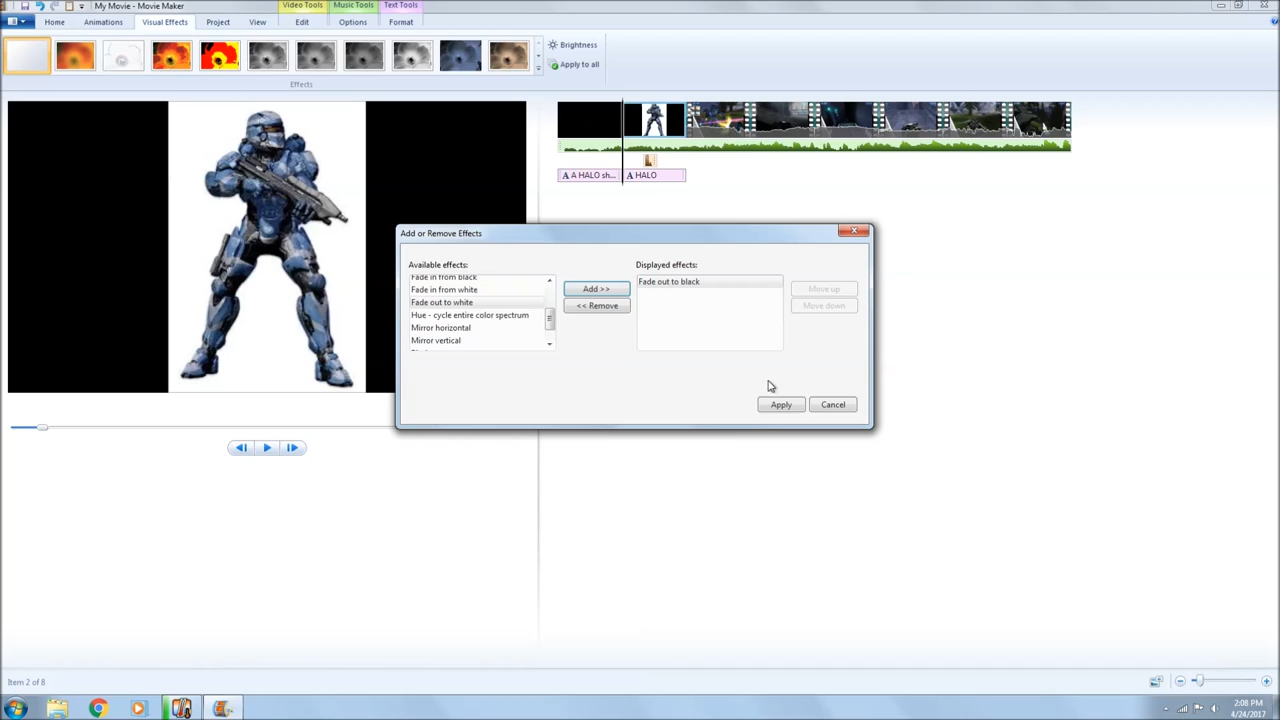 My Movie - Movie Maker
Video Tools
Music Tools
Text Tools
Home
Animations
Visual Effects
Project
View
Edit
Options
Format
Brightness
Apply to all
Effects
A HALO sh...
HALO
Add or Remove Effects
Available effects:
Displayed effects:
Fade in from black
Fade in from white
Fade out to white
Hue - cycle entire color spectrum
Mirror horizontal
Mirror vertical
Add >>
<< Remove
Fade out to black
Move up
Move down
Apply
Cancel
Item 2 of 8
2:08 PM
4/24/2017